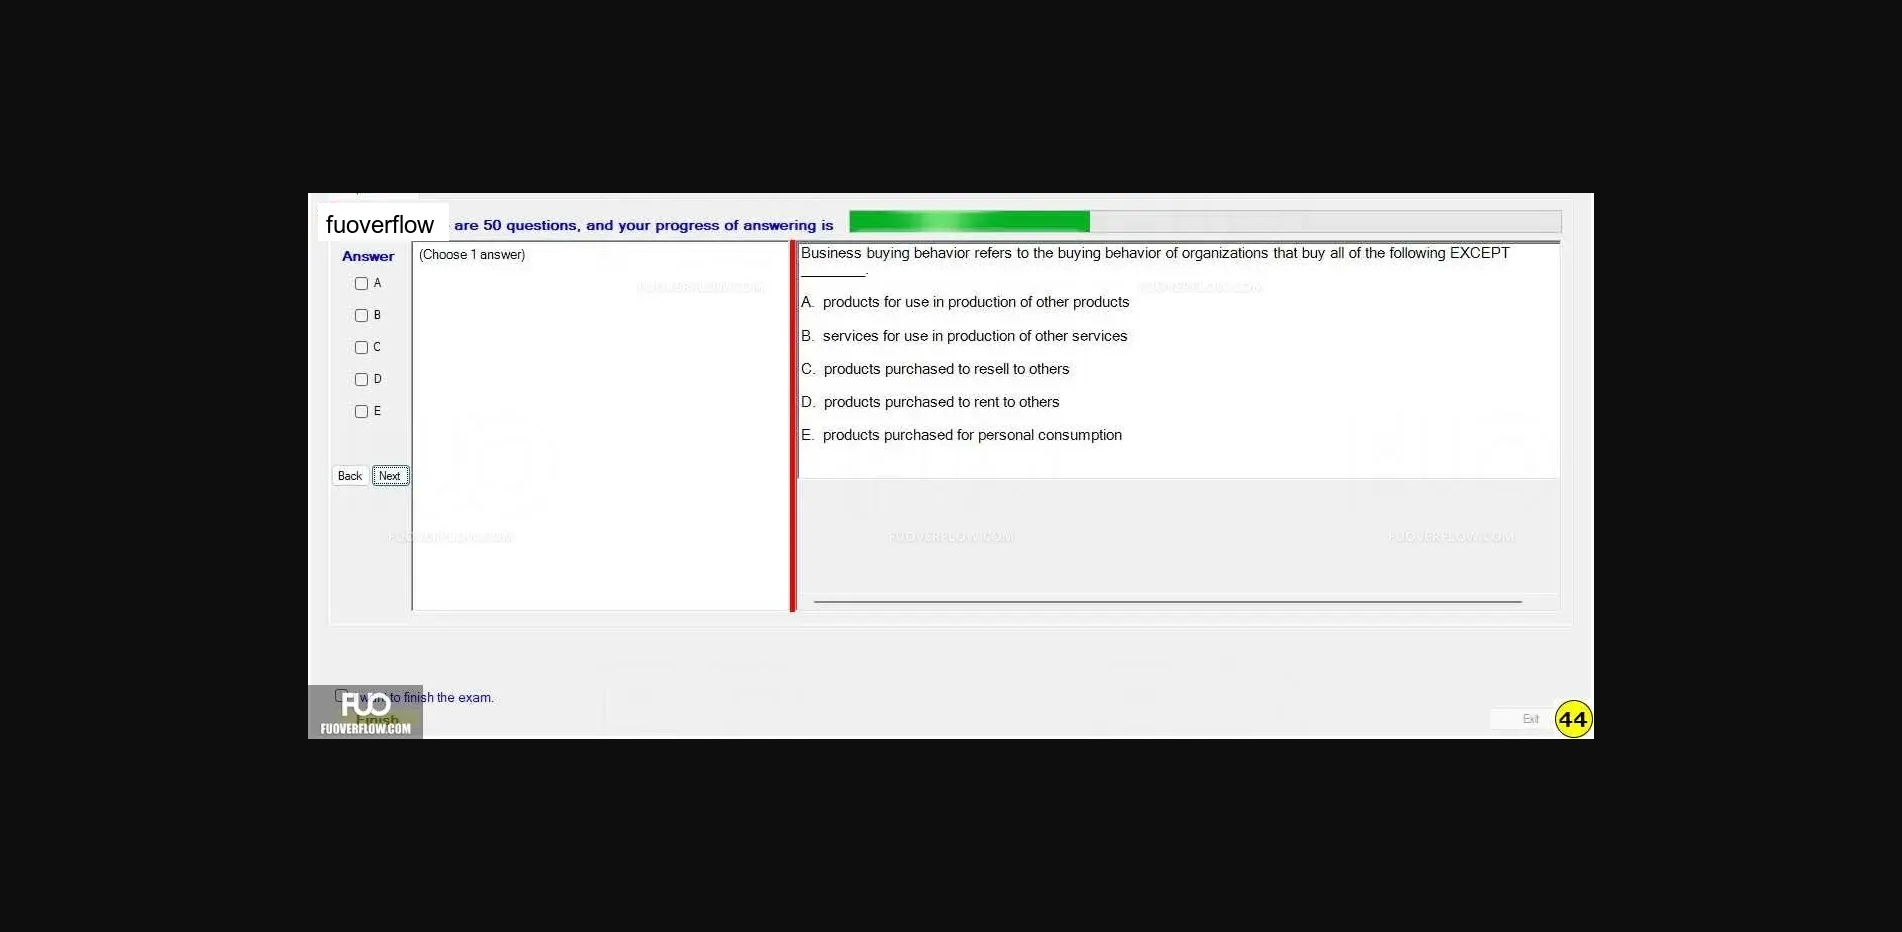 fuoverflow are 50 questions, and your progress of answering is
Answer
(Choose 1 answer)
A
B
C
D
E
Back Next
Business buying behavior refers to the buying behavior of organizations that buy all of the following EXCEPT
________.
A. products for use in production of other products
B. services for use in production of other services
C. products purchased to resell to others
D. products purchased to rent to others
E. products purchased for personal consumption
FUOVERFLOW.COM FUOVERFLOW.COM
FUOVERFLOW.COM FUOVERFLOW.COM FUOVERFLOW.COM
I want to finish the exam.
Finish
FUO
FUOVERFLOW.COM
Exit
44